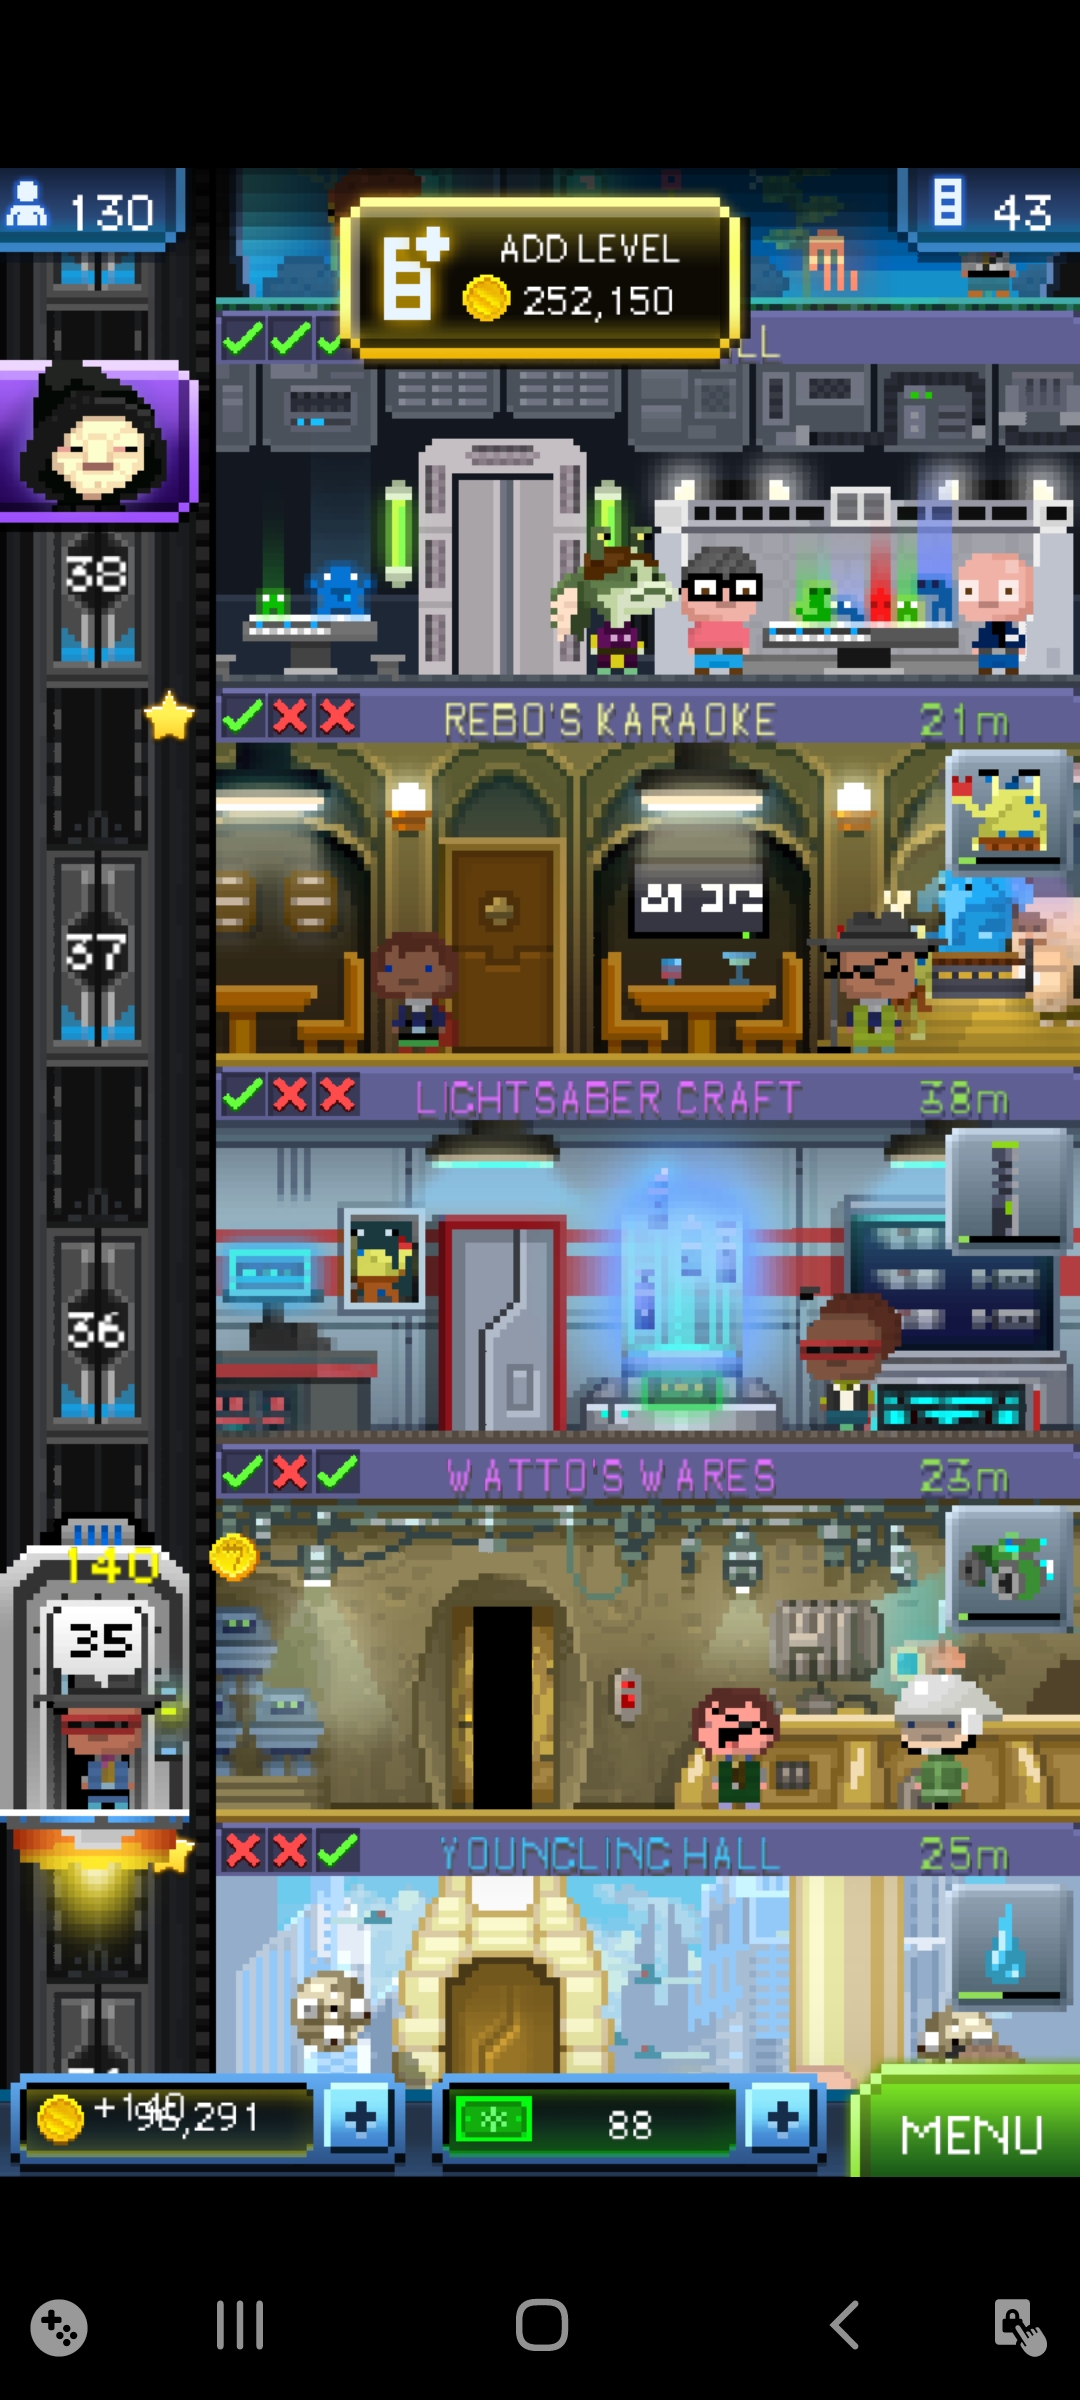 130
ADD LEVEL
252,150
43
LL
38
REBO'S KARAOKE
21m
37
LIGHTSABER CRAFT
38m
36
WATTO'S WARES
23m
140
35
YOUNGLING HALL
25m
88
MENU